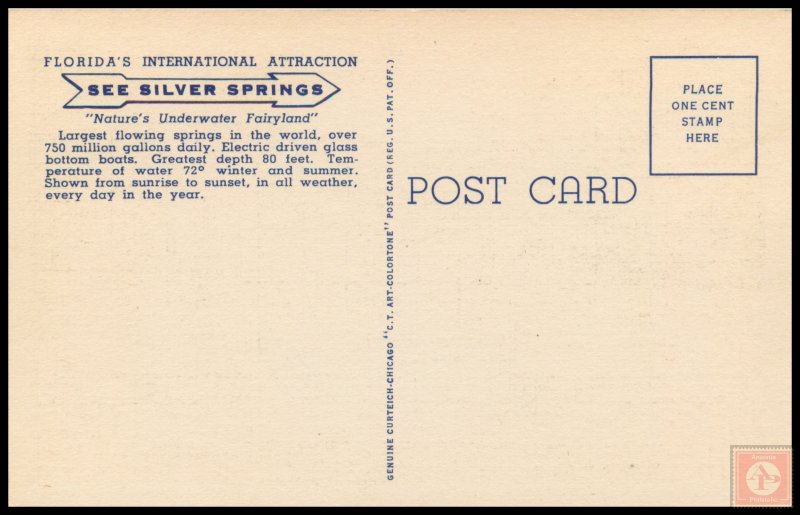 FLORIDA'S INTERNATIONAL ATTRACTION
SEE SILVER SPRINGS
"Nature's Underwater Fairyland"
Largest flowing springs in the world, over
750 million gallons daily. Electric driven glass
bottom boats. Greatest depth 80 feet. Tem-
perature of water 72° winter and summer.
Shown from sunrise to sunset, in all weather,
every day in the year.
GENUINE CURTEICH-CHICAGO "C.T. ART-COLORTONE" POST CARD (REG. U.S. PAT. OFF.)
POST CARD
PLACE
ONE CENT
STAMP
HERE